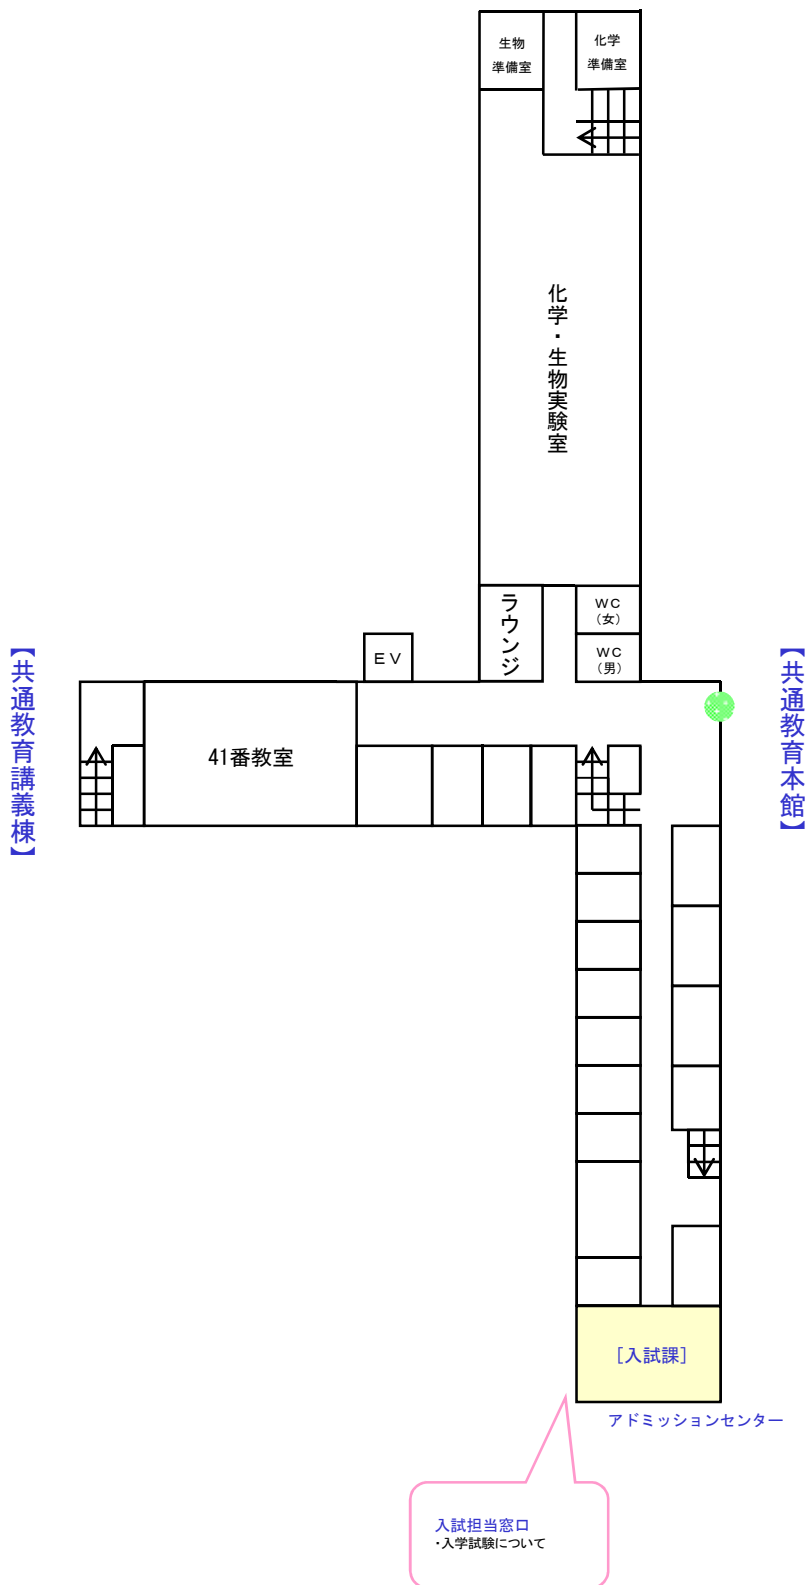 生物
準備室
化学
準備室
化学・生物実験室
ラウンジ
WC
(女)
WC
(男)
EV
【共通教育講義棟】
41番教室
【共通教育本館】
[入試課]
アドミッションセンター
入試担当窓口
・入学試験について